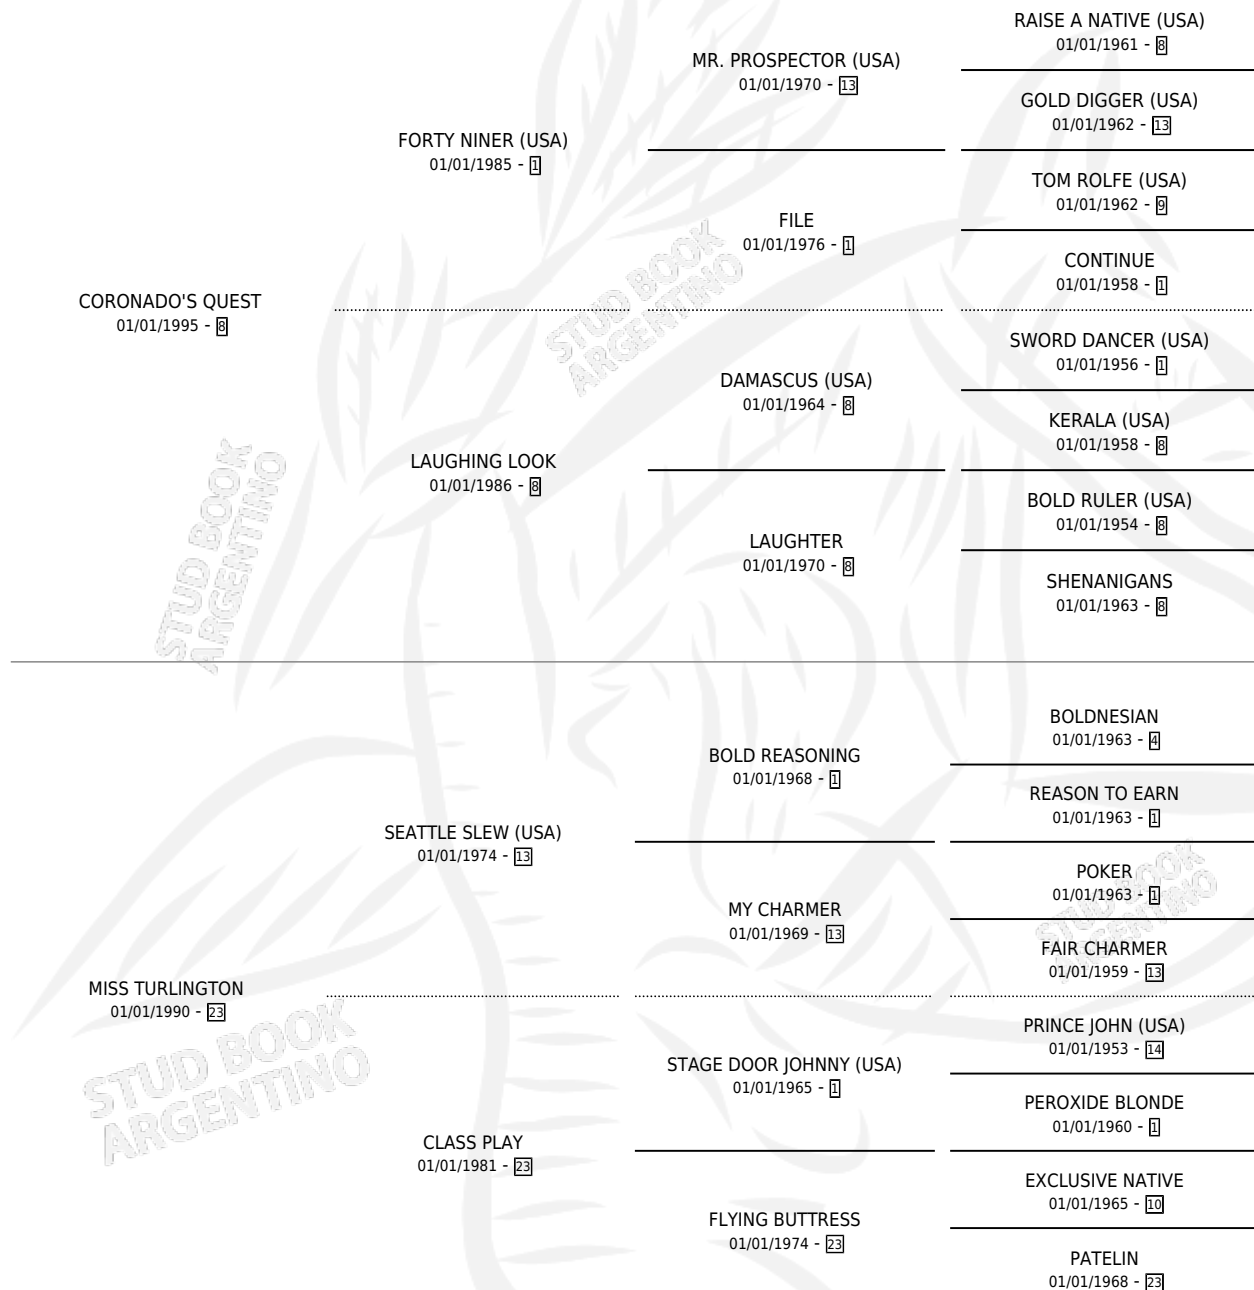 RAISE A NATIVE (USA)
01/01/1961 - 8
MR. PROSPECTOR (USA)
01/01/1970 - 13
GOLD DIGGER (USA)
01/01/1962 - 13
FORTY NINER (USA)
01/01/1985 - 1
TOM ROLFE (USA)
01/01/1962 - 9
FILE
01/01/1976 - 1
CONTINUE
01/01/1958 - 1
CORONADO'S QUEST
01/01/1995 - 8
STUD BOOK
ARGENTINO
SWORD DANCER (USA)
01/01/1956 - 1
DAMASCUS (USA)
01/01/1964 - 8
KERALA (USA)
01/01/1958 - 8
LAUGHING LOOK
01/01/1986 - 8
BOLD RULER (USA)
01/01/1954 - 8
LAUGHTER
01/01/1970 - 8
SHENANIGANS
01/01/1963 - 8
STUD BOOK
ARGENTINO
BOLDNESIAN
01/01/1963 - 4
BOLD REASONING
01/01/1968 - 1
REASON TO EARN
01/01/1963 - 1
SEATTLE SLEW (USA)
01/01/1974 - 13
POKER
01/01/1963 - 1
MY CHARMER
01/01/1969 - 13
STUD BOOK
ARGENTINO
FAIR CHARMER
01/01/1959 - 13
MISS TURLINGTON
01/01/1990 - 23
PRINCE JOHN (USA)
01/01/1953 - 14
STAGE DOOR JOHNNY (USA)
01/01/1965 - 1
STUD BOOK
ARGENTINO
PEROXIDE BLONDE
01/01/1960 - 1
CLASS PLAY
01/01/1981 - 23
EXCLUSIVE NATIVE
01/01/1965 - 10
FLYING BUTTRESS
01/01/1974 - 23
PATELIN
01/01/1968 - 23